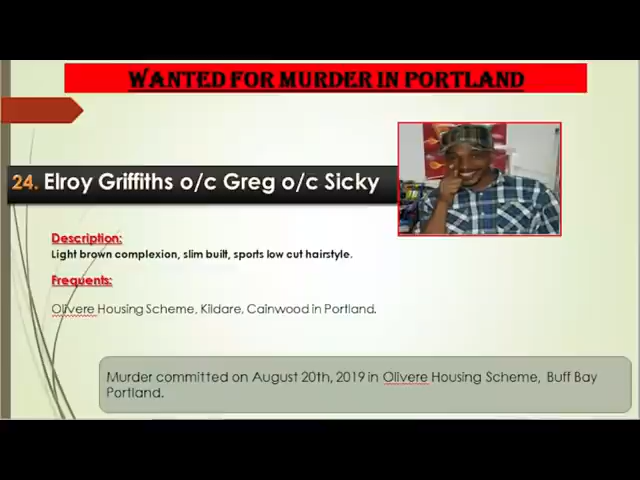 WANTED FOR MURDER IN PORTLAND
24. Elroy Griffiths o/c Greg o/c Sicky
Description:
Light brown complexion, slim built, sports low cut hairstyle.
Frequents:
Olivere Housing Scheme, Kildare, Cainwood in Portland.
Murder committed on August 20th, 2019 in Olivere Housing Scheme, Buff Bay
Portland.